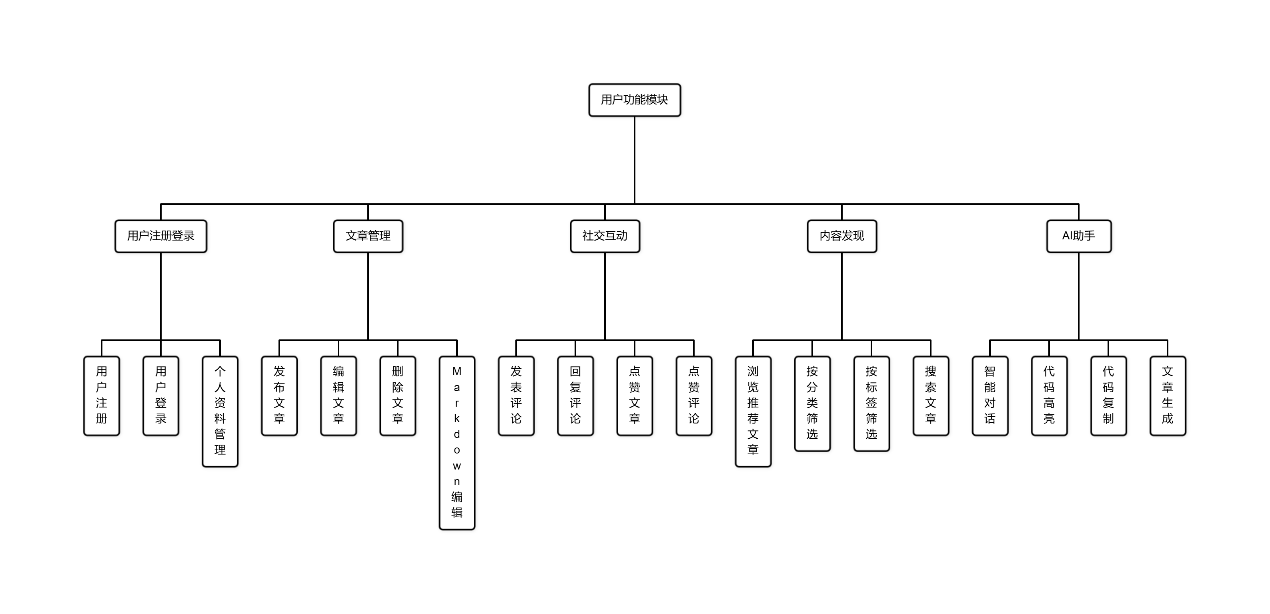 用户功能模块
用户注册登录
文章管理
社交互动
内容发现
AI助手
用户注册
用户登录
个人资料管理
发布文章
编辑文章
删除文章
Markdown编辑
发表评论
回复评论
点赞文章
点赞评论
浏览推荐文章
按分类筛选
按标签筛选
搜索文章
智能对话
代码高亮
代码复制
文章生成